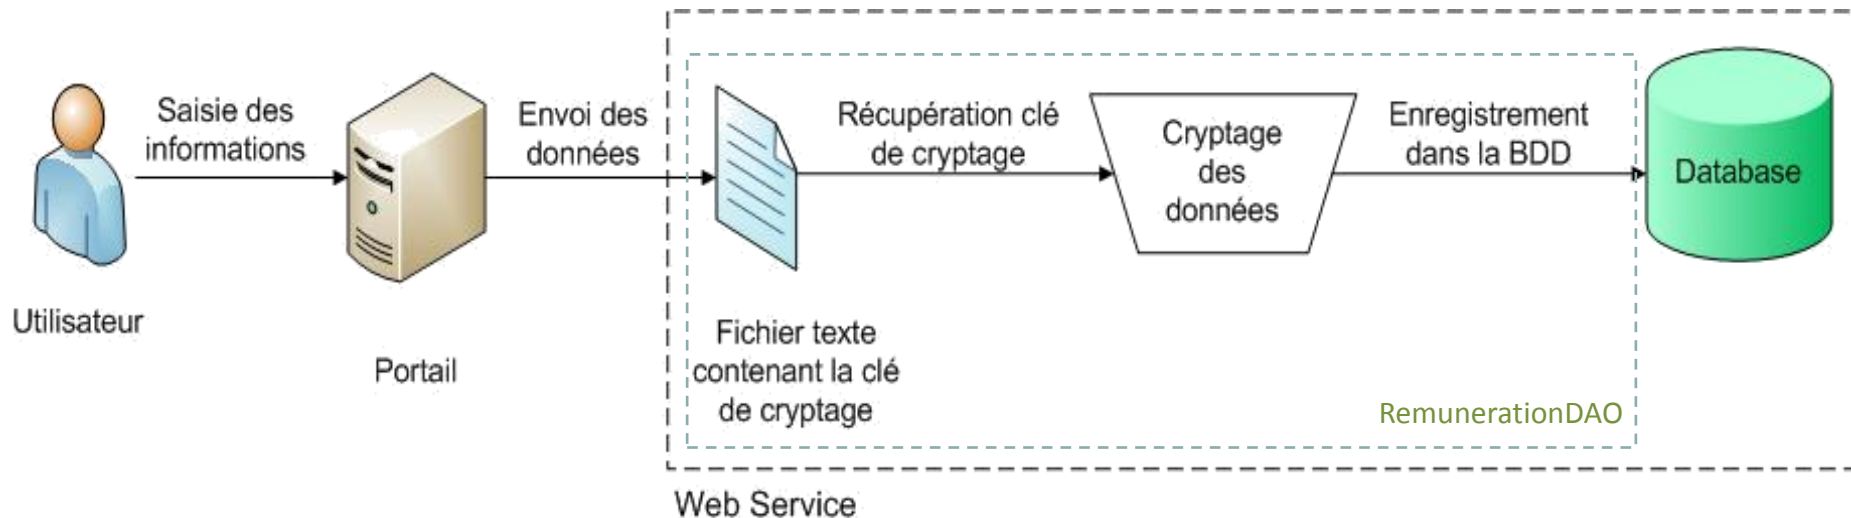 Saisie des
informations
Envoi des
données
Récupération clé
de cryptage
Cryptage
des
données
Enregistrement
dans la BDD
Database
Utilisateur
Portail
Fichier texte
contenant la clé
de cryptage
RemunerationDAO
Web Service